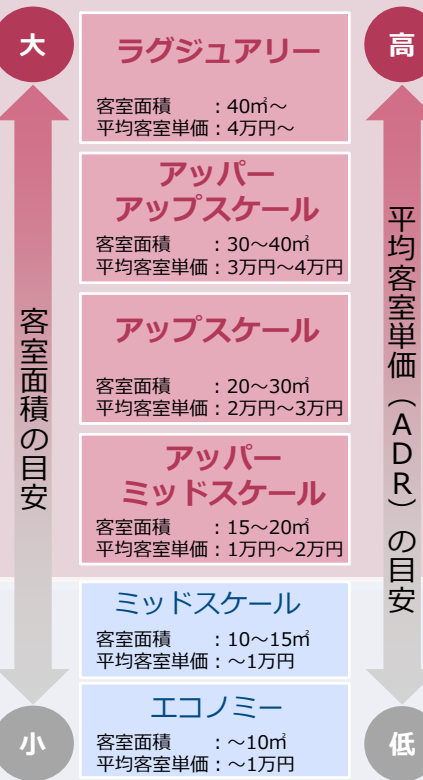 大
高
ラグジュアリー
客室面積　　：40㎡～
平均客室単価：4万円～
アッパー
アップスケール
客室面積　　：30～40㎡
平均客室単価：3万円～4万円
アップスケール
客室面積　　：20～30㎡
平均客室単価：2万円～3万円
アッパー
ミッドスケール
客室面積　　：15～20㎡
平均客室単価：1万円～2万円
ミッドスケール
客室面積　　：10～15㎡
平均客室単価：～1万円
エコノミー
客室面積　　：～10㎡
平均客室単価：～1万円
客室面積の目安
平均客室単価（ADR）の目安
小
低